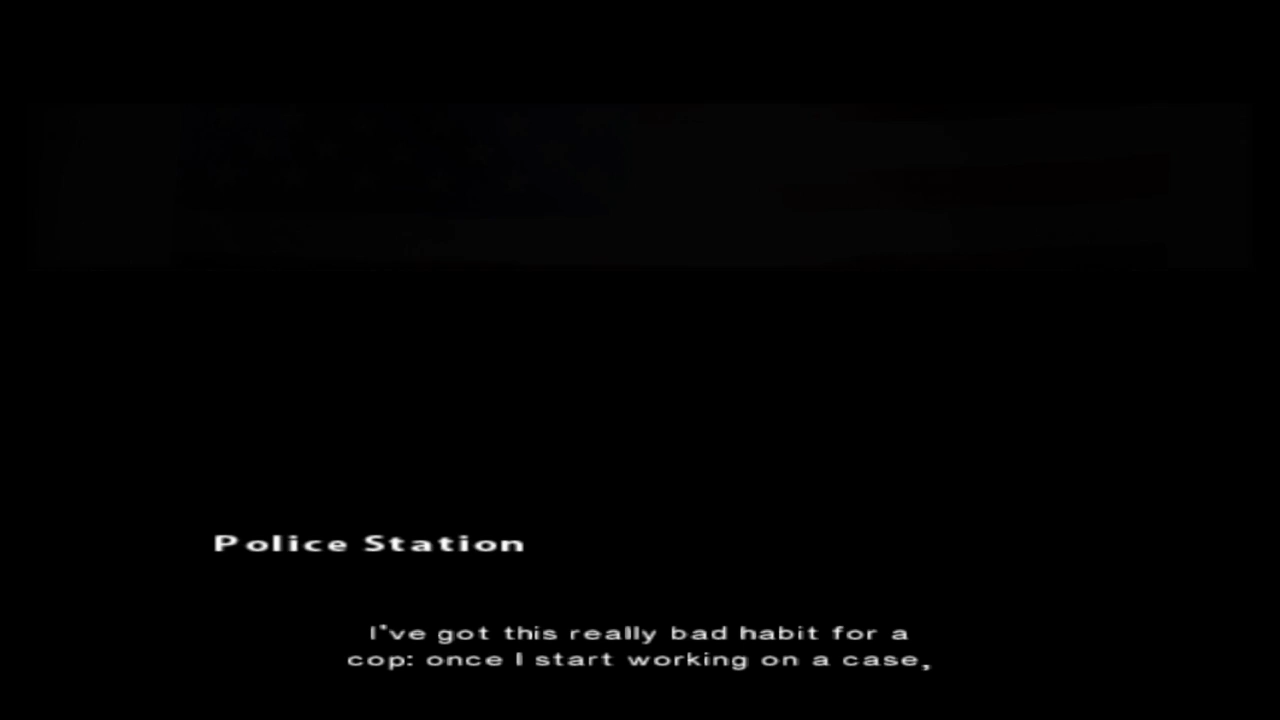 Police Station
I've got this really bad habit for a
cop: once I start working on a case,